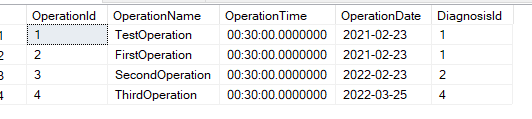 OperationId OperationName OperationTime OperationDate DiagnosisId
1 1 TestOperation 00:30:00.0000000 2021-02-23 1
2 2 FirstOperation 00:30:00.0000000 2021-02-23 1
3 3 SecondOperation 00:30:00.0000000 2022-02-23 2
4 4 ThirdOperation 00:30:00.0000000 2022-03-25 4